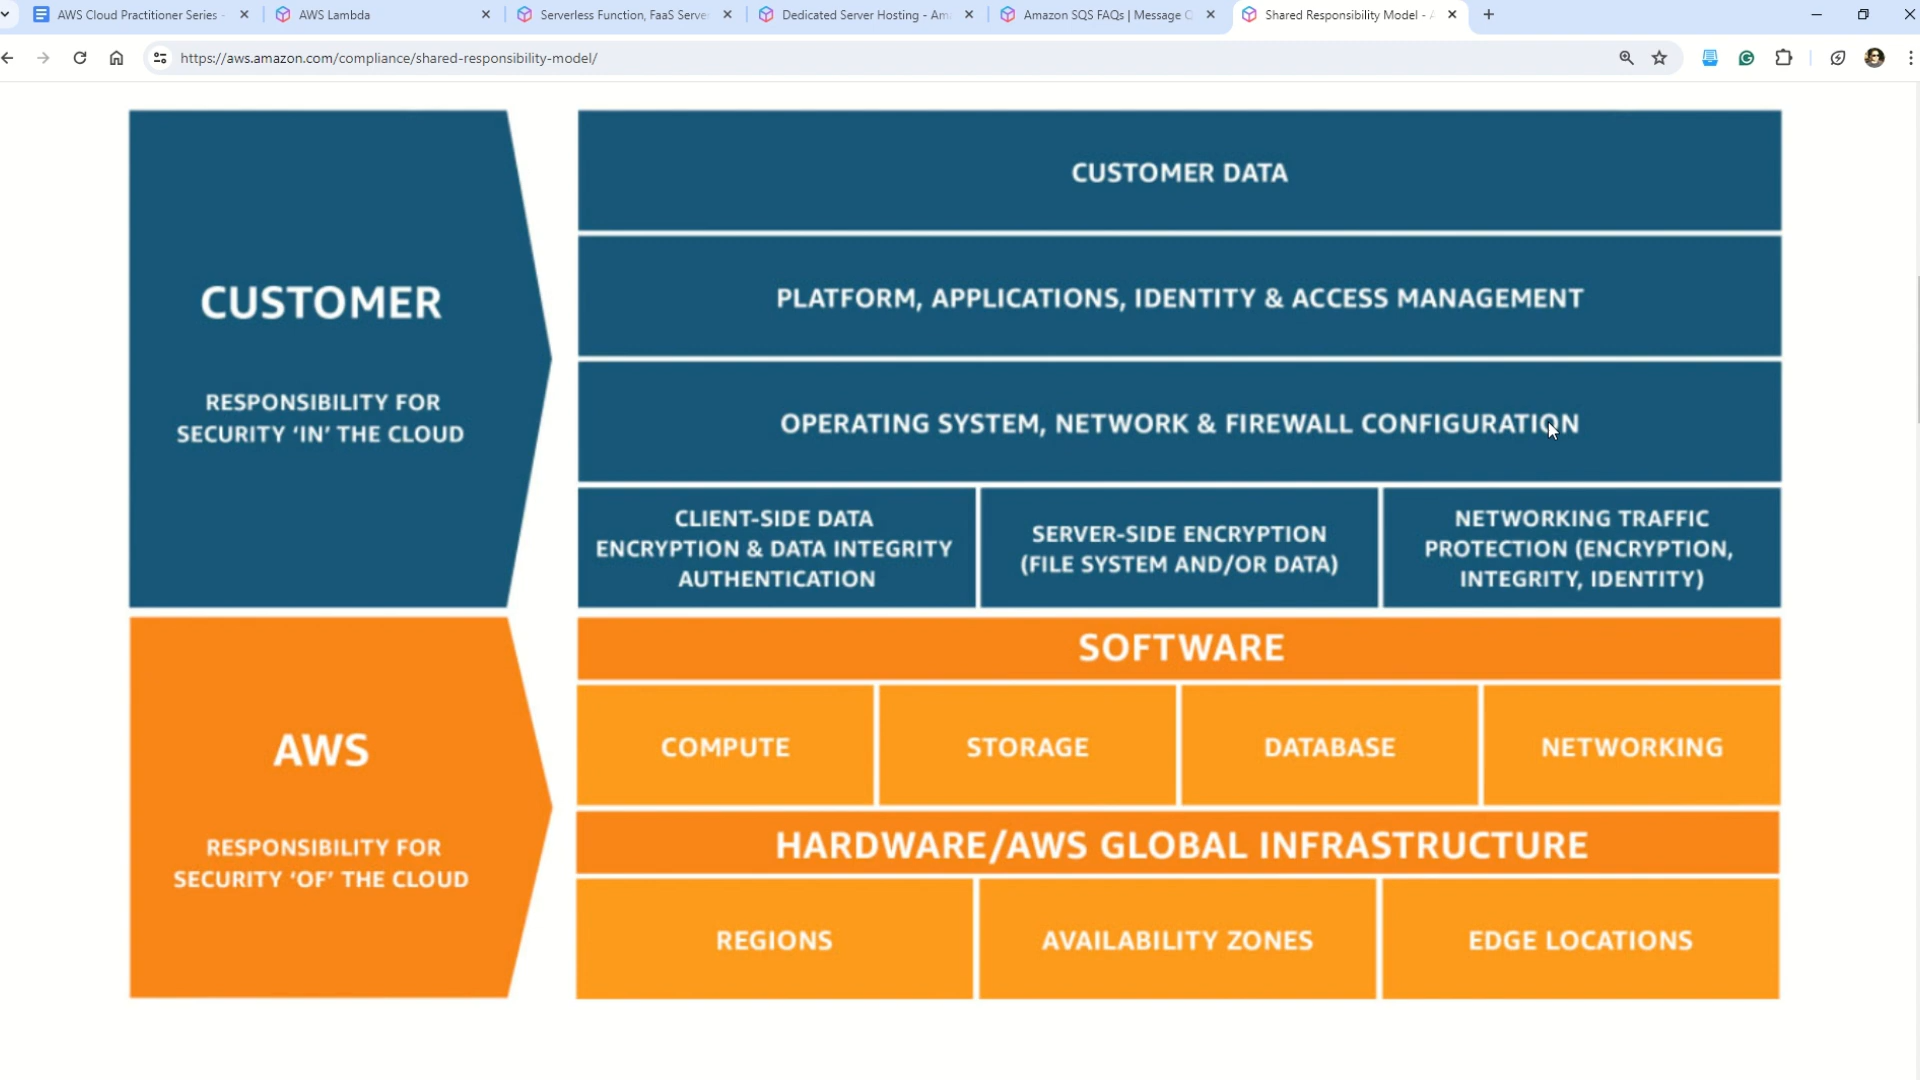 AWS Cloud Practitioner Series -
AWS Lambda
Serverless Function, FaaS Serve
Dedicated Server Hosting - Am
Amazon SQS FAQs | Message Q
Shared Responsibility Model - A
https://aws.amazon.com/compliance/shared-responsibility-model/
CUSTOMER
RESPONSIBILITY FOR
SECURITY ‘IN’ THE CLOUD
CUSTOMER DATA
PLATFORM, APPLICATIONS, IDENTITY & ACCESS MANAGEMENT
OPERATING SYSTEM, NETWORK & FIREWALL CONFIGURATION
CLIENT-SIDE DATA
ENCRYPTION & DATA INTEGRITY
AUTHENTICATION
SERVER-SIDE ENCRYPTION
(FILE SYSTEM AND/OR DATA)
NETWORKING TRAFFIC
PROTECTION (ENCRYPTION,
INTEGRITY, IDENTITY)
AWS
RESPONSIBILITY FOR
SECURITY ‘OF’ THE CLOUD
SOFTWARE
COMPUTE
STORAGE
DATABASE
NETWORKING
HARDWARE/AWS GLOBAL INFRASTRUCTURE
REGIONS
AVAILABILITY ZONES
EDGE LOCATIONS